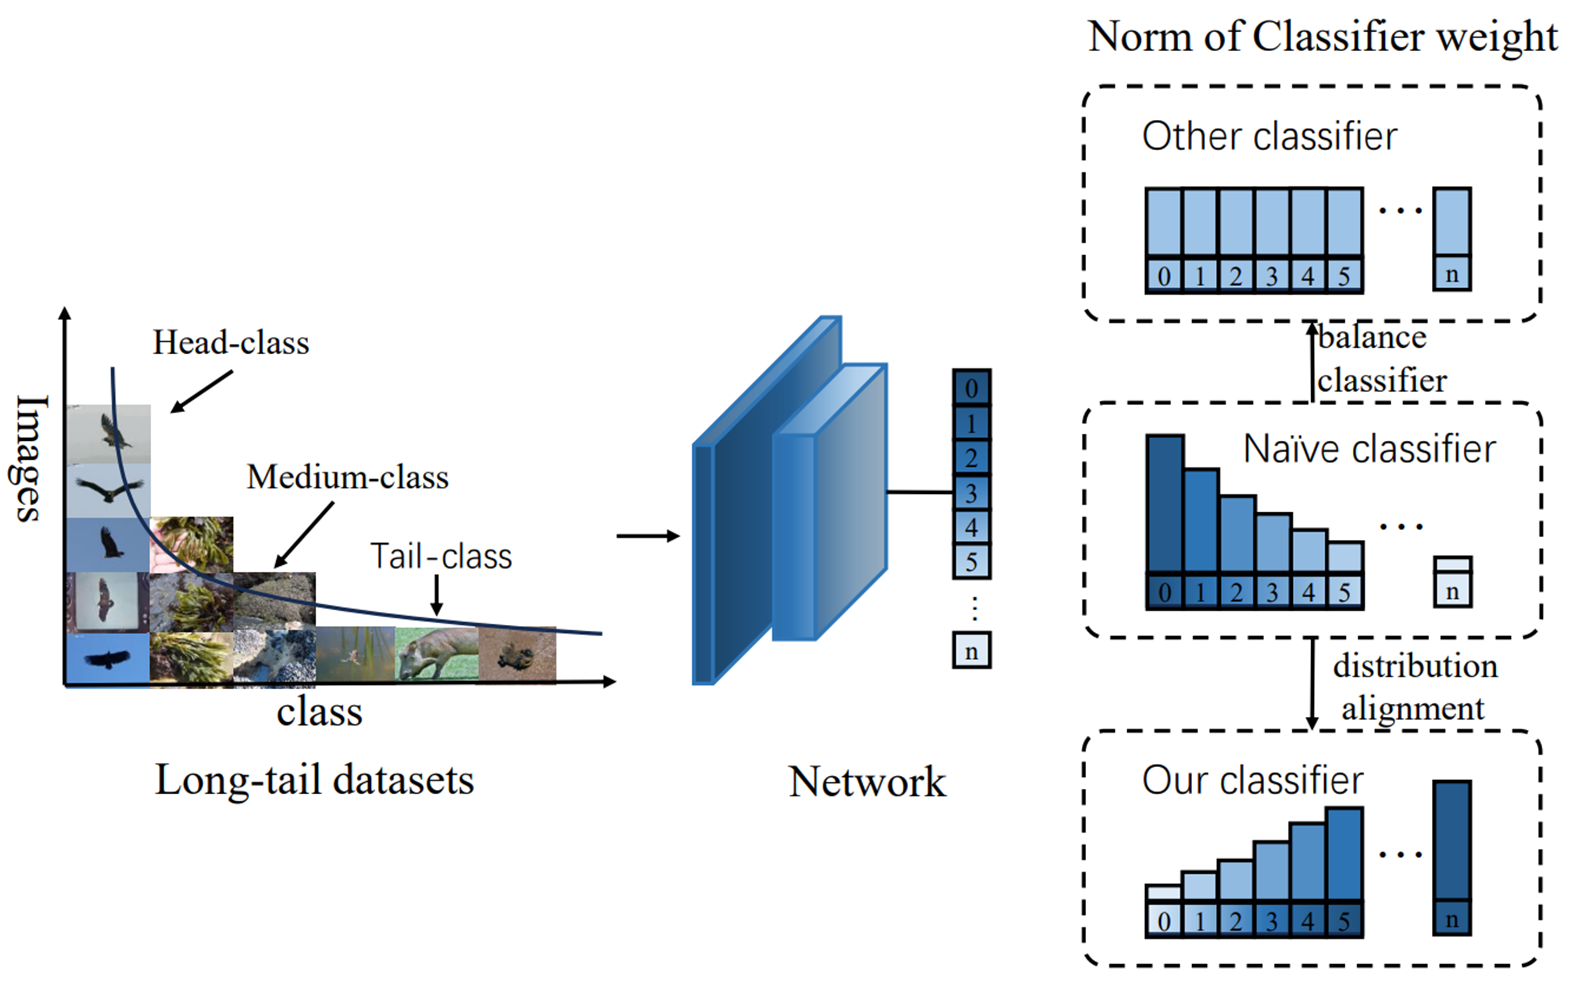 Norm of Classifier weight
Other classifier
0 1 2 3 4 5 ... n
balance
classifier
Naïve classifier
0 1 2 3 4 5 ... n
distribution
alignment
Our classifier
0 1 2 3 4 5 ... n
Head-class
Medium-class
Tail-class
Images
class
Long-tail datasets
0
1
2
3
4
5
⋮
n
Network